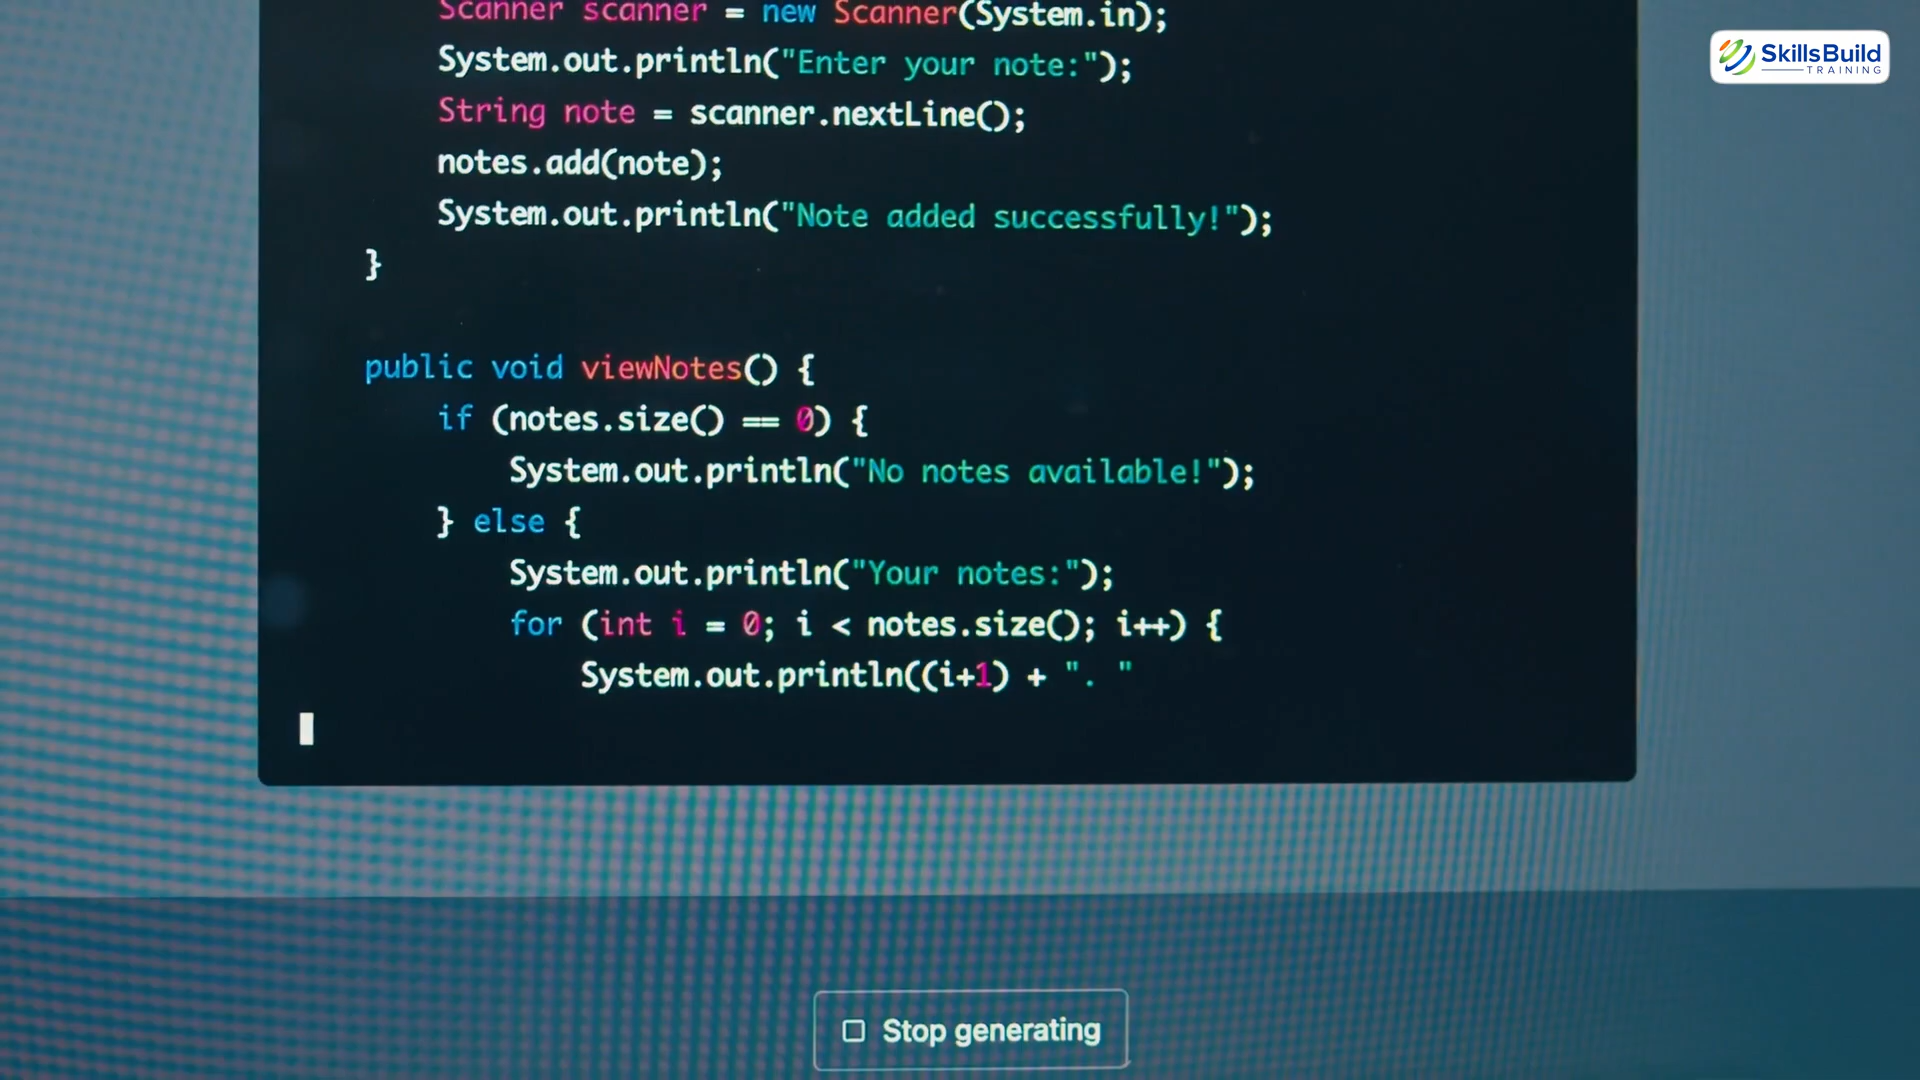 Scanner scanner = new Scanner(System.in);
System.out.println("Enter your note:");
String note = scanner.nextLine();
notes.add(note);
System.out.println("Note added successfully!");
}
public void viewNotes() {
if (notes.size() == 0) {
System.out.println("No notes available!");
} else {
System.out.println("Your notes:");
for (int i = 0; i < notes.size(); i++) {
System.out.println((i+1) + ". "
Stop generating
SkillsBuild
TRAINING